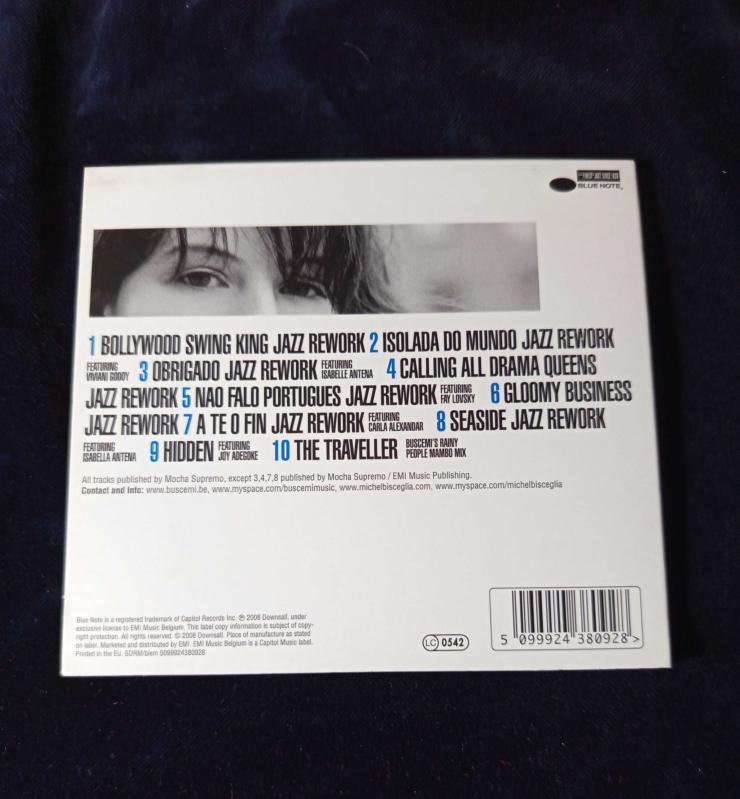 THE FINEST IN JAZZ SINCE 1939
BLUE NOTE®
1 BOLLYWOOD SWING KING JAZZ REWORK 2 ISOLADA DO MUNDO JAZZ REWORK
FEATURING VIVIANI GODOY 3 OBRIGADO JAZZ REWORK FEATURING ISABELLE ANTENA 4 CALLING ALL DRAMA QUEENS
JAZZ REWORK 5 NAO FALO PORTUGUES JAZZ REWORK FEATURING FAY LOVSKY 6 GLOOMY BUSINESS
JAZZ REWORK 7 A TE O FIN JAZZ REWORK FEATURING CARLA ALEXANDAR 8 SEASIDE JAZZ REWORK
FEATURING ISABELLA ANTENA 9 HIDDEN FEATURING JOY ADEGOKE 10 THE TRAVELLER BUSCEMI'S RAINY PEOPLE MAMBO MIX
All tracks published by Mocha Supremo, except 3,4,7,8 published by Mocha Supremo / EMI Music Publishing.
Contact and Info: www.buscemi.be, www.myspace.com/buscemimusic, www.michelbisceglia.com, www.myspace.com/michelbisceglia
Blue Note is a registered trademark of Capitol Records Inc. ℗ 2008 Downsall, under
exclusive license to EMI Music Belgium. This label copy information is subject of copy-
right protection. All rights reserved. © 2008 Downsall. Place of manufacture as stated
on label. Marketed and distributed by EMI. EMI Music Belgium is a Capitol Music label.
Printed in the EU. SDRM/biem 5099924380928
LC 0542
5 099924 380928 >